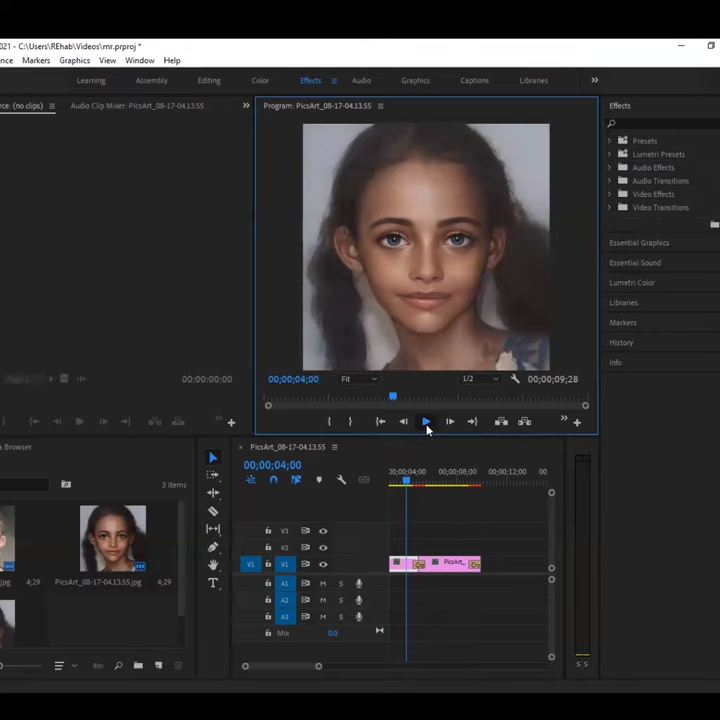 021 - C:\Users\REhab\Videos\mr.prproj *
nce Markers Graphics View Window Help
Learning Assembly Editing Color Effects Audio Graphics Captions Libraries
rce: (no clips) Audio Clip Mixer: PicsArt_08-17-04.13.55
Program: PicsArt_08-17-04.13.55
Effects
Presets
Lumetri Presets
Audio Effects
Audio Transitions
Video Effects
Video Transitions
Essential Graphics
Essential Sound
Lumetri Color
Libraries
Markers
History
Info
Page 1
00;00;00;00
00;00;04;00 Fit 1/2 00;00;09;28
a Browser
3 items
.jpg 4;29 PicsArt_08-17-04.13.55.jpg 4;29
PicsArt_08-17-04.13.55
00;00;04;00
00;00;04;00 00;00;08;00 00;00;12;00 00
V3
V2
V1 V1 PicsArt_
A1 M S
A2 M S
A3 M S
Mix 0.0
S S